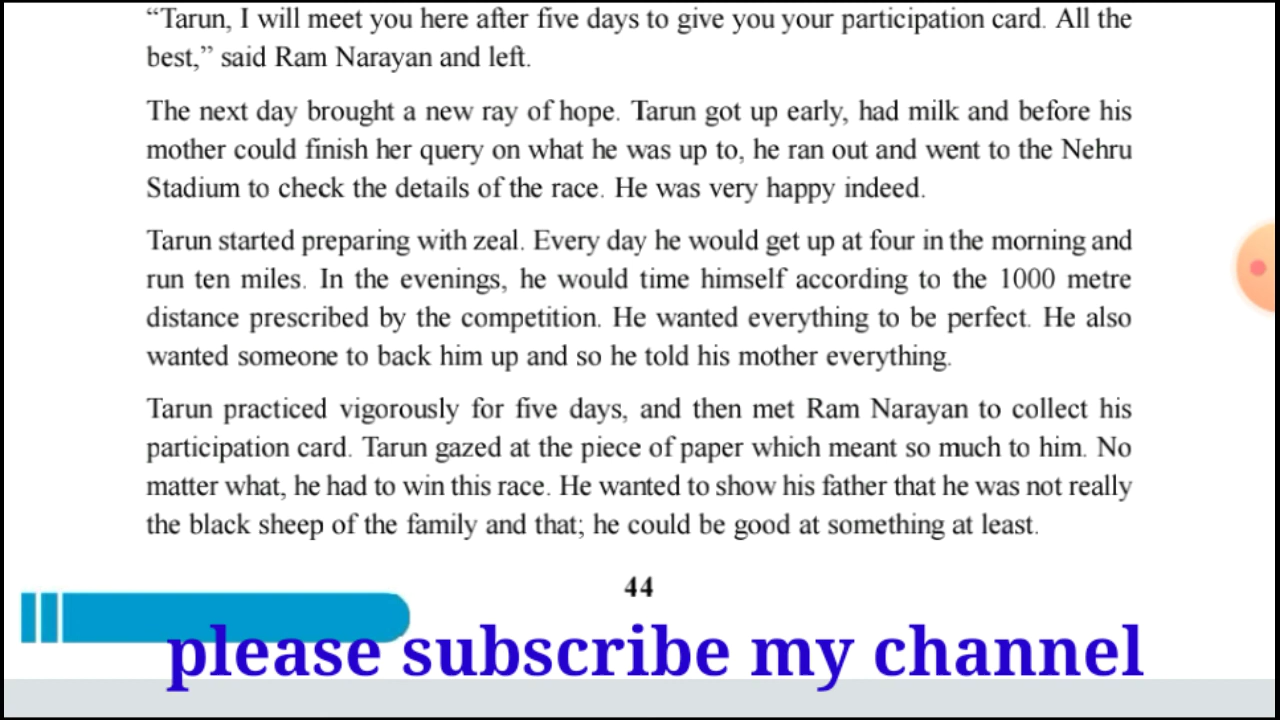 “Tarun, I will meet you here after five days to give you your participation card. All the
best,” said Ram Narayan and left.
The next day brought a new ray of hope. Tarun got up early, had milk and before his
mother could finish her query on what he was up to, he ran out and went to the Nehru
Stadium to check the details of the race. He was very happy indeed.
Tarun started preparing with zeal. Every day he would get up at four in the morning and
run ten miles. In the evenings, he would time himself according to the 1000 metre
distance prescribed by the competition. He wanted everything to be perfect. He also
wanted someone to back him up and so he told his mother everything.
Tarun practiced vigorously for five days, and then met Ram Narayan to collect his
participation card. Tarun gazed at the piece of paper which meant so much to him. No
matter what, he had to win this race. He wanted to show his father that he was not really
the black sheep of the family and that; he could be good at something at least.
44
please subscribe my channel